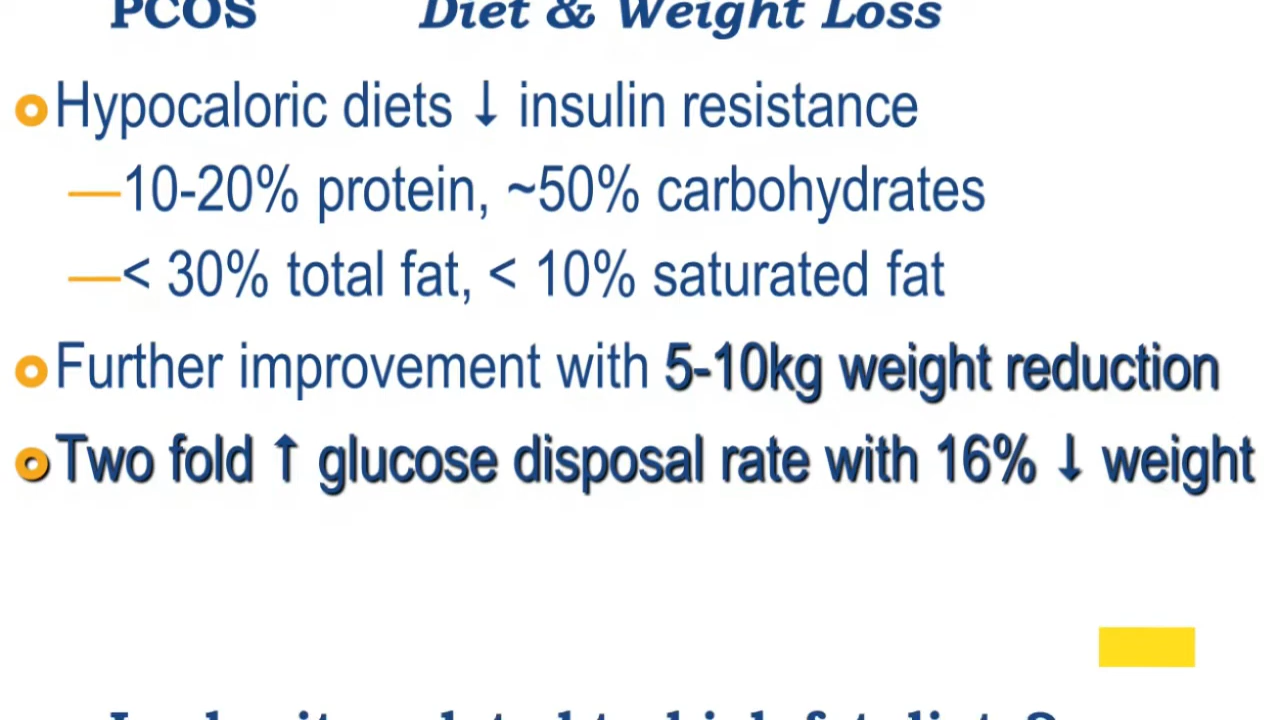 PCOS Diet & Weight Loss
Hypocaloric diets ↓ insulin resistance
—10-20% protein, ~50% carbohydrates
—< 30% total fat, < 10% saturated fat
Further improvement with 5-10kg weight reduction
Two fold ↑ glucose disposal rate with 16% ↓ weight